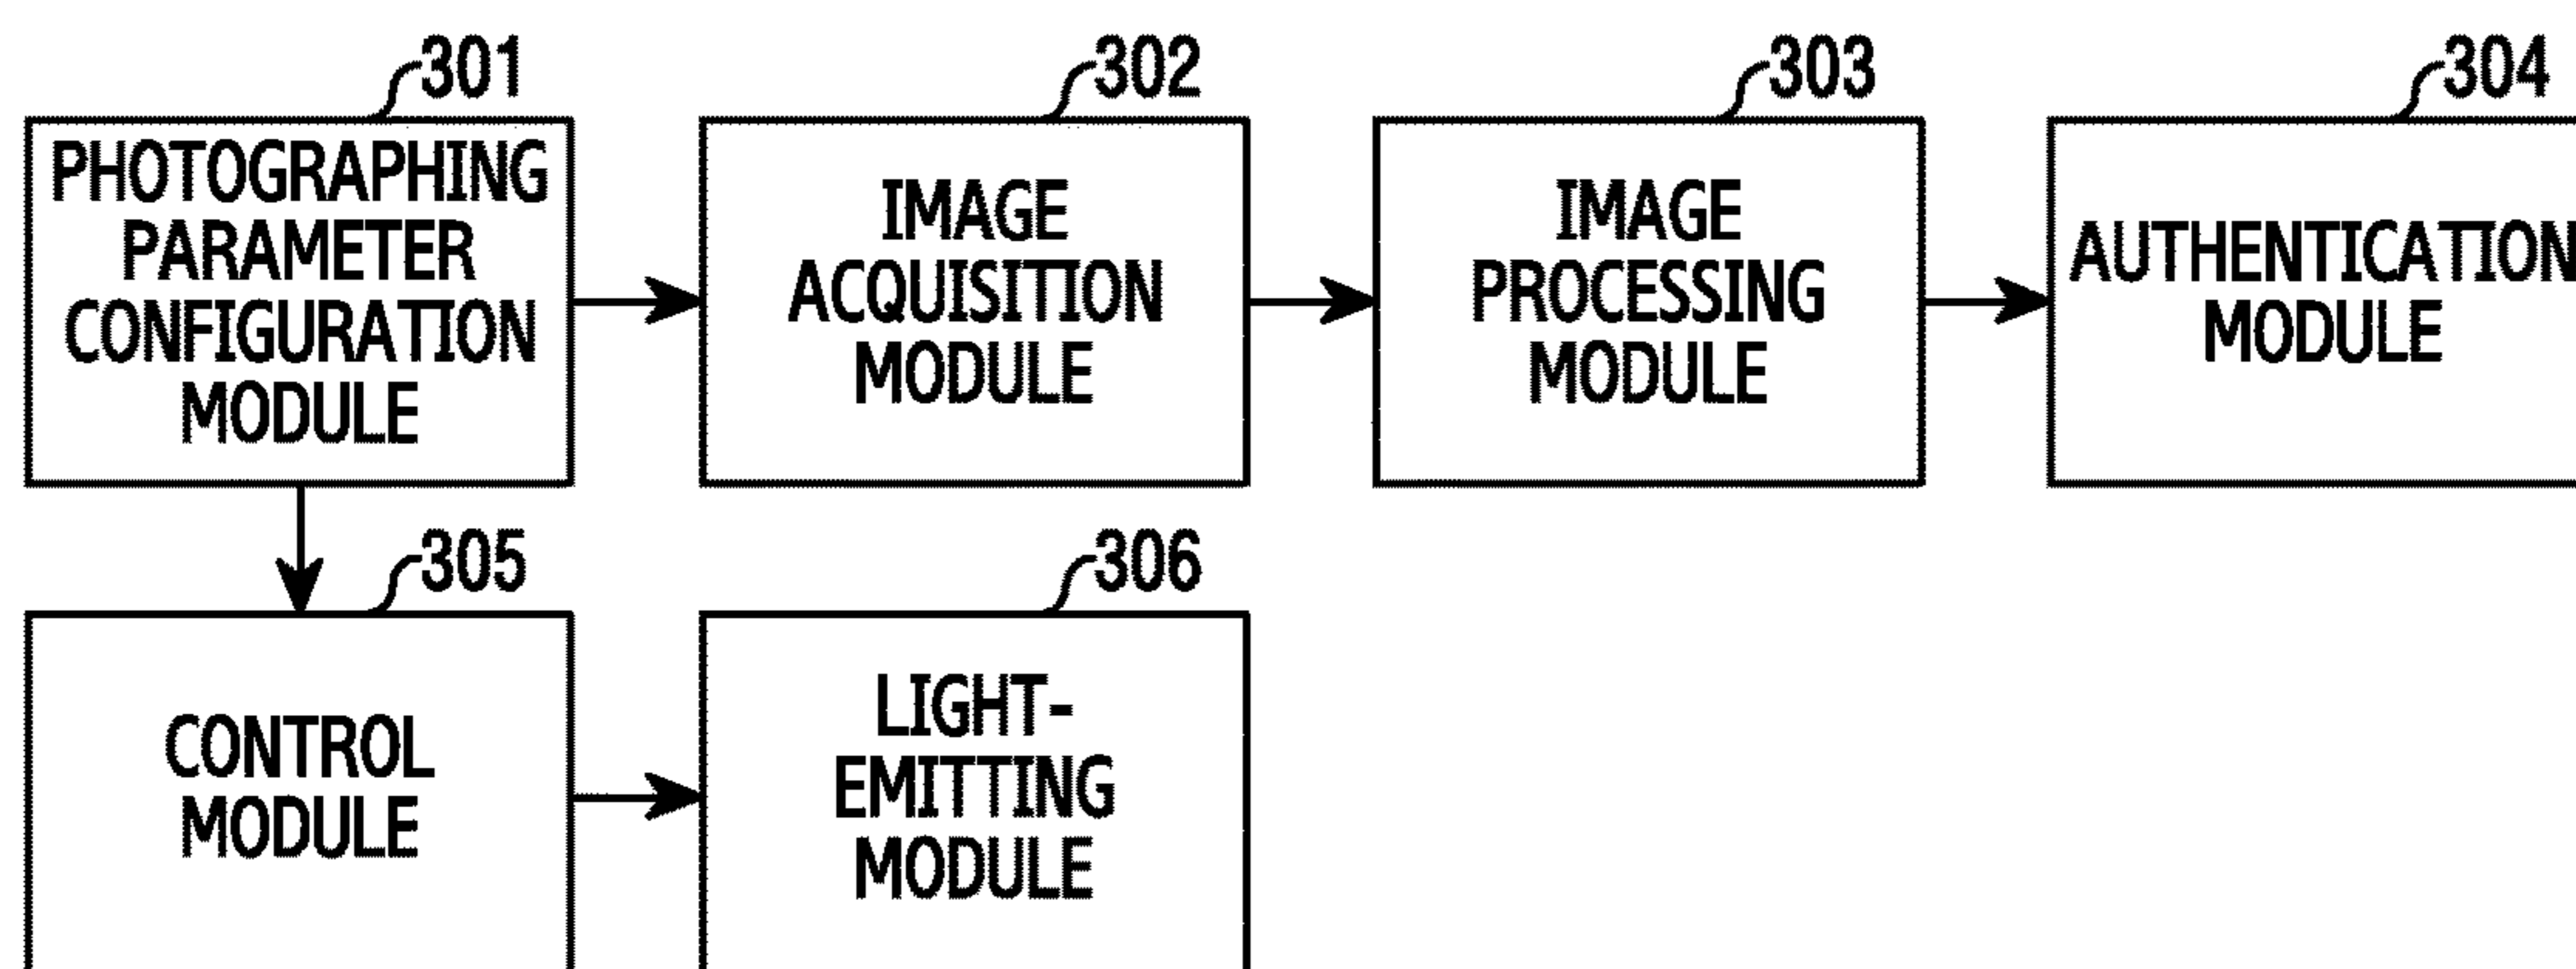 301
PHOTOGRAPHING
PARAMETER
CONFIGURATION
MODULE
302
IMAGE
ACQUISITION
MODULE
303
IMAGE
PROCESSING
MODULE
304
AUTHENTICATION
MODULE
305
CONTROL
MODULE
306
LIGHT-
EMITTING
MODULE